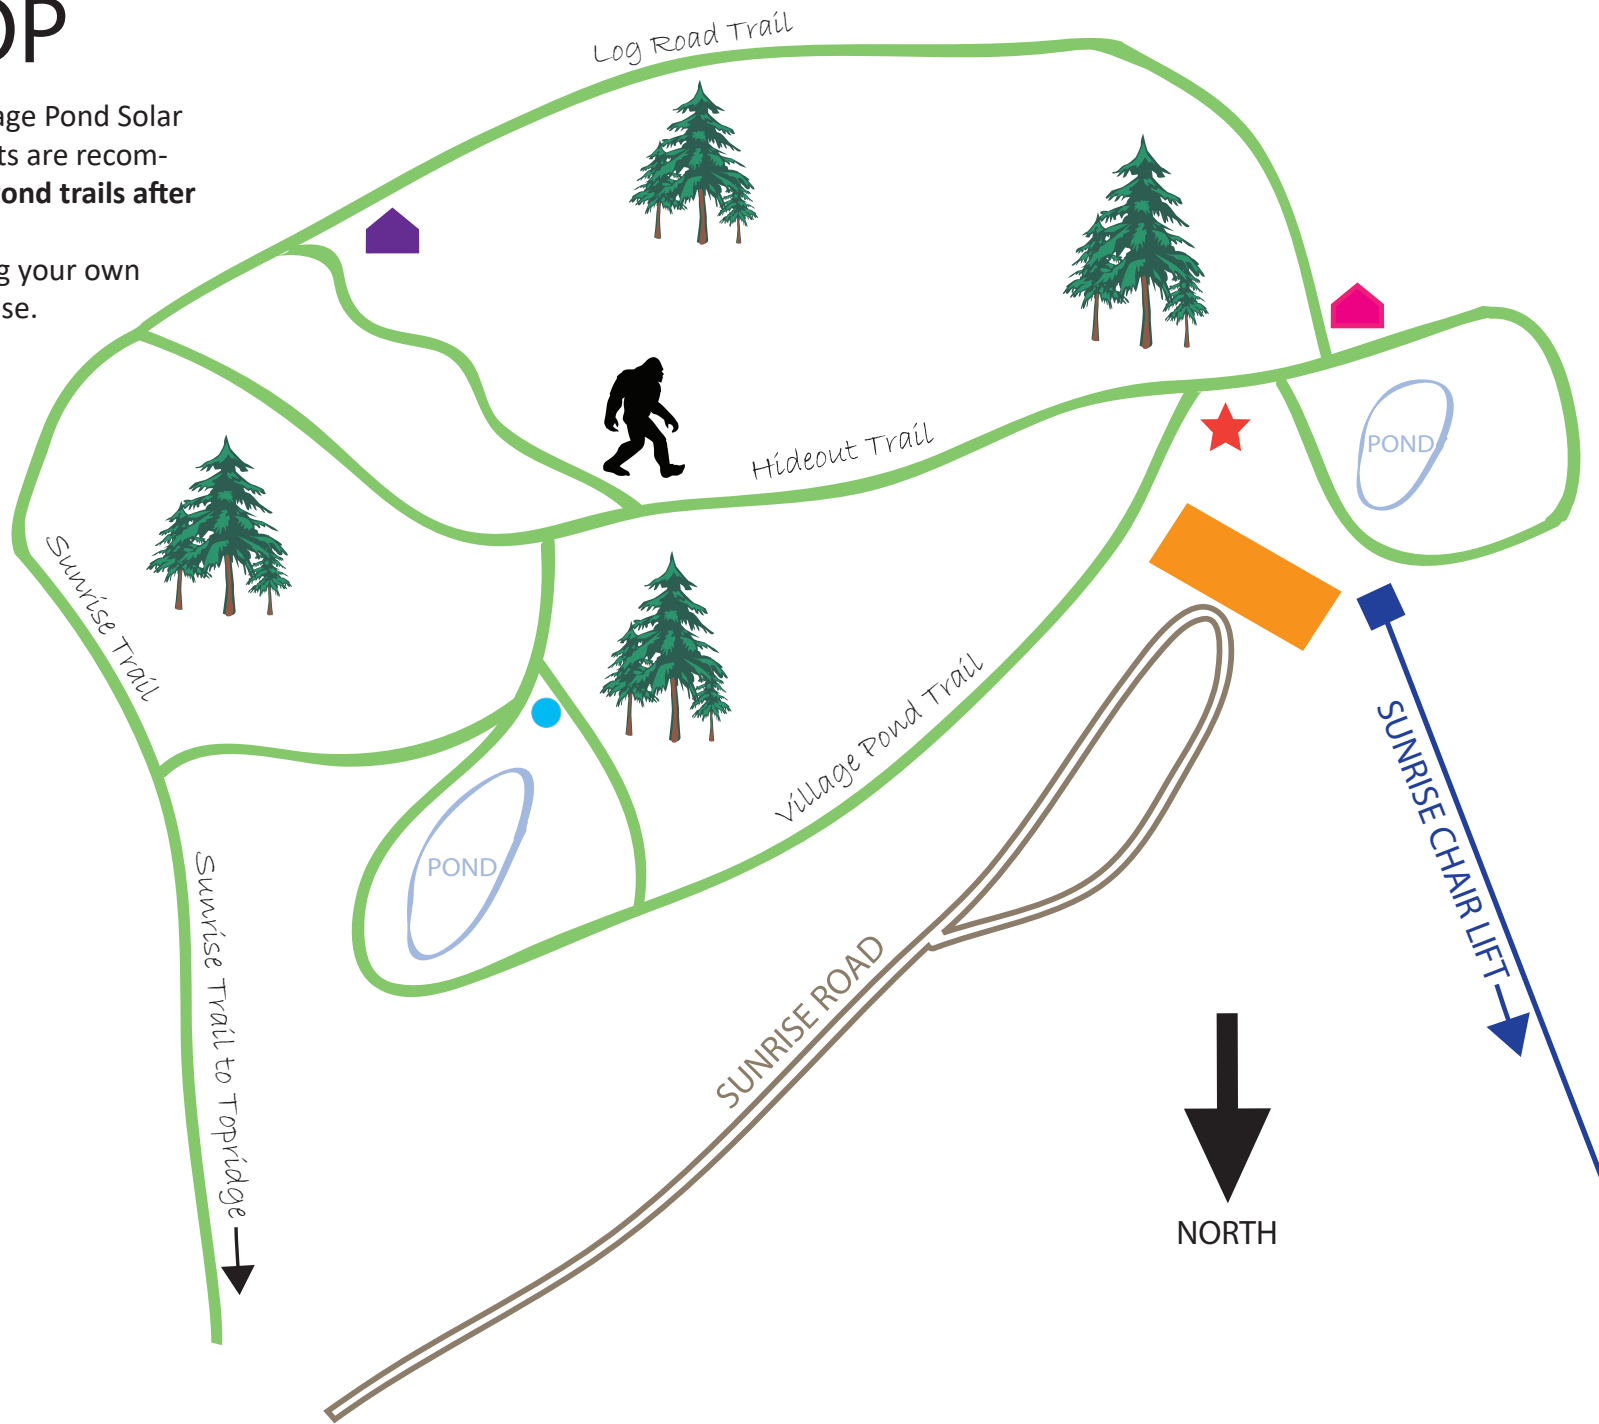 OP
age Pond Solar
ts are recom-
ond trails after
g your own
se.
Log Road Trail
Hideout Trail
POND
Sunrise Trail
Village Pond Trail
POND
SUNRISE CHAIR LIFT
Sunrise Trail to Topridge
SUNRISE ROAD
NORTH